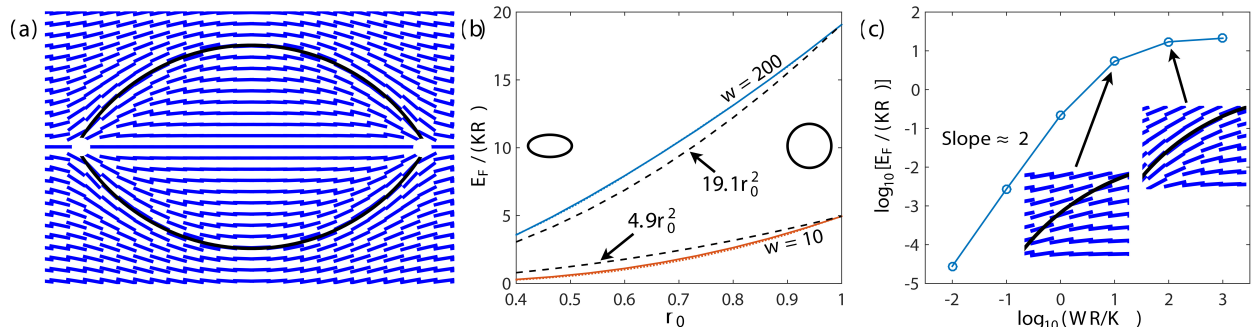 (a)
(b)
20
15
10
5
0
E_F / (KR )
0.4
0.5
0.6
0.7
0.8
0.9
1
r_0
w = 200
19.1r_0^2
4.9r_0^2
w = 10
(c)
2
1
0
-1
-2
-3
-4
-5
log_10 [E_F / (KR )]
-2
-1
0
1
2
3
log_10 (WR/K )
Slope ≈ 2